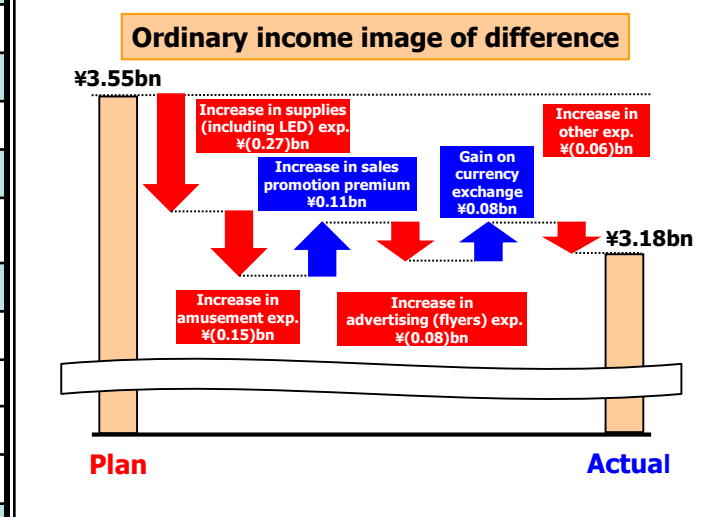 Ordinary income image of difference
¥3.55bn
Increase in supplies
(including LED) exp.
¥(0.27)bn
Increase in
other exp.
¥(0.06)bn
Increase in sales
promotion premium
¥0.11bn
Gain on
currency
exchange
¥0.08bn
¥3.18bn
Increase in
amusement exp.
¥(0.15)bn
Increase in
advertising (flyers) exp.
¥(0.08)bn
Plan
Actual